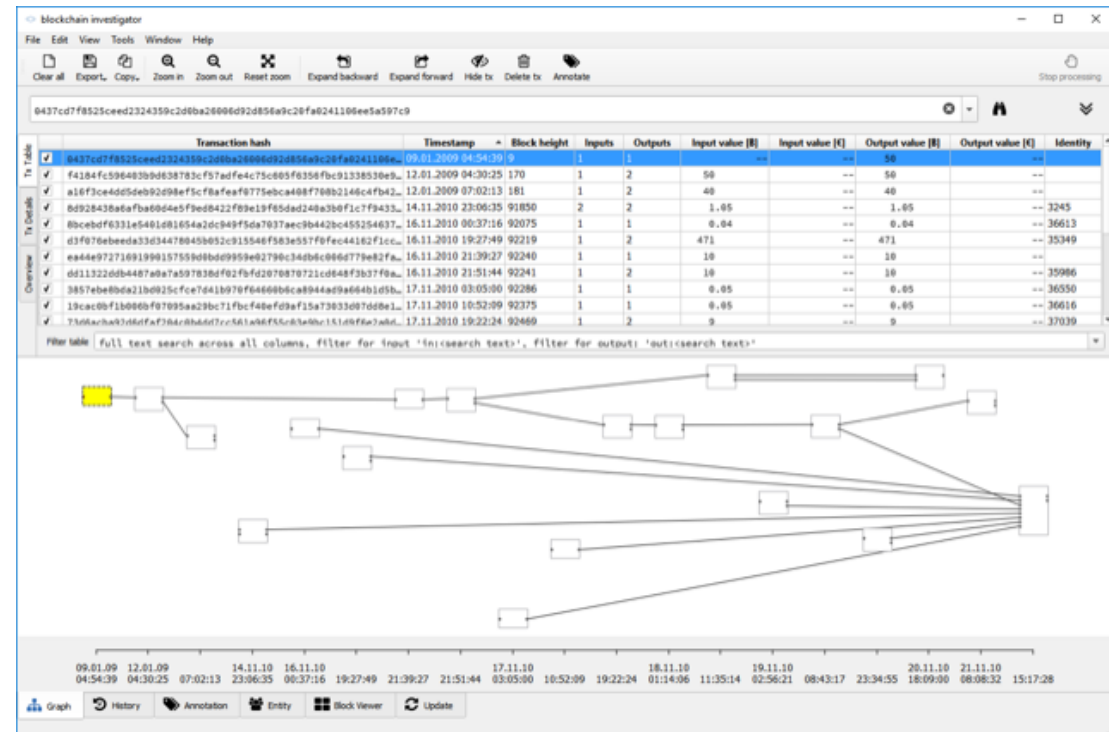 blockchain investigator
File Edit View Tools Window Help
Clear all Export Copy Zoom in Zoom out Reset zoom Expand backward Expand forward Hide tx Delete tx Annotate Stop processing
0437cd7f8525ceed2324359c2d0ba26006d92d856a9c20fa0241106ee5a597c9
Tx Table
Tx Details
Overview
Transaction hash Timestamp Block height Inputs Outputs Input value [B] Input value [€] Output value [B] Output value [€] Identity
0437cd7f8525ceed2324359c2d0ba26006d92d856a9c20fa0241106e… 09.01.2009 04:54:39 9 1 1 -- -- 50 --
12.01.2009 04:30:25 170 1 2 50 -- 50 --
12.01.2009 07:02:13 181 1 2 40 -- 40 --
14.11.2010 23:06:35 91850 2 2 1.05 -- 1.05 -- 3245
16.11.2010 00:37:16 92075 1 1 0.04 -- 0.04 -- 36613
16.11.2010 19:27:49 92219 1 2 471 -- 471 -- 35349
16.11.2010 21:39:27 92240 1 1 10 -- 10 --
16.11.2010 21:51:44 92241 1 2 10 -- 10 -- 35986
17.11.2010 03:05:00 92286 1 1 0.05 -- 0.05 -- 36550
17.11.2010 10:52:09 92375 1 1 0.05 -- 0.05 -- 36616
17.11.2010 19:22:24 92469 1 2 9 -- 9 -- 37039
Filter table full text search across all columns, filter for input 'in:<search text>', filter for output: 'out:<search text>'
09.01.09 12.01.09 14.11.10 16.11.10 17.11.10 18.11.10 19.11.10 20.11.10 21.11.10
04:54:39 04:30:25 07:02:13 23:06:35 00:37:16 19:27:49 21:39:27 21:51:44 03:05:00 10:52:09 19:22:24 01:14:06 11:35:14 02:56:21 08:43:17 23:34:55 18:09:00 08:08:32 15:17:28
Graph History Annotation Entity Block Viewer Update